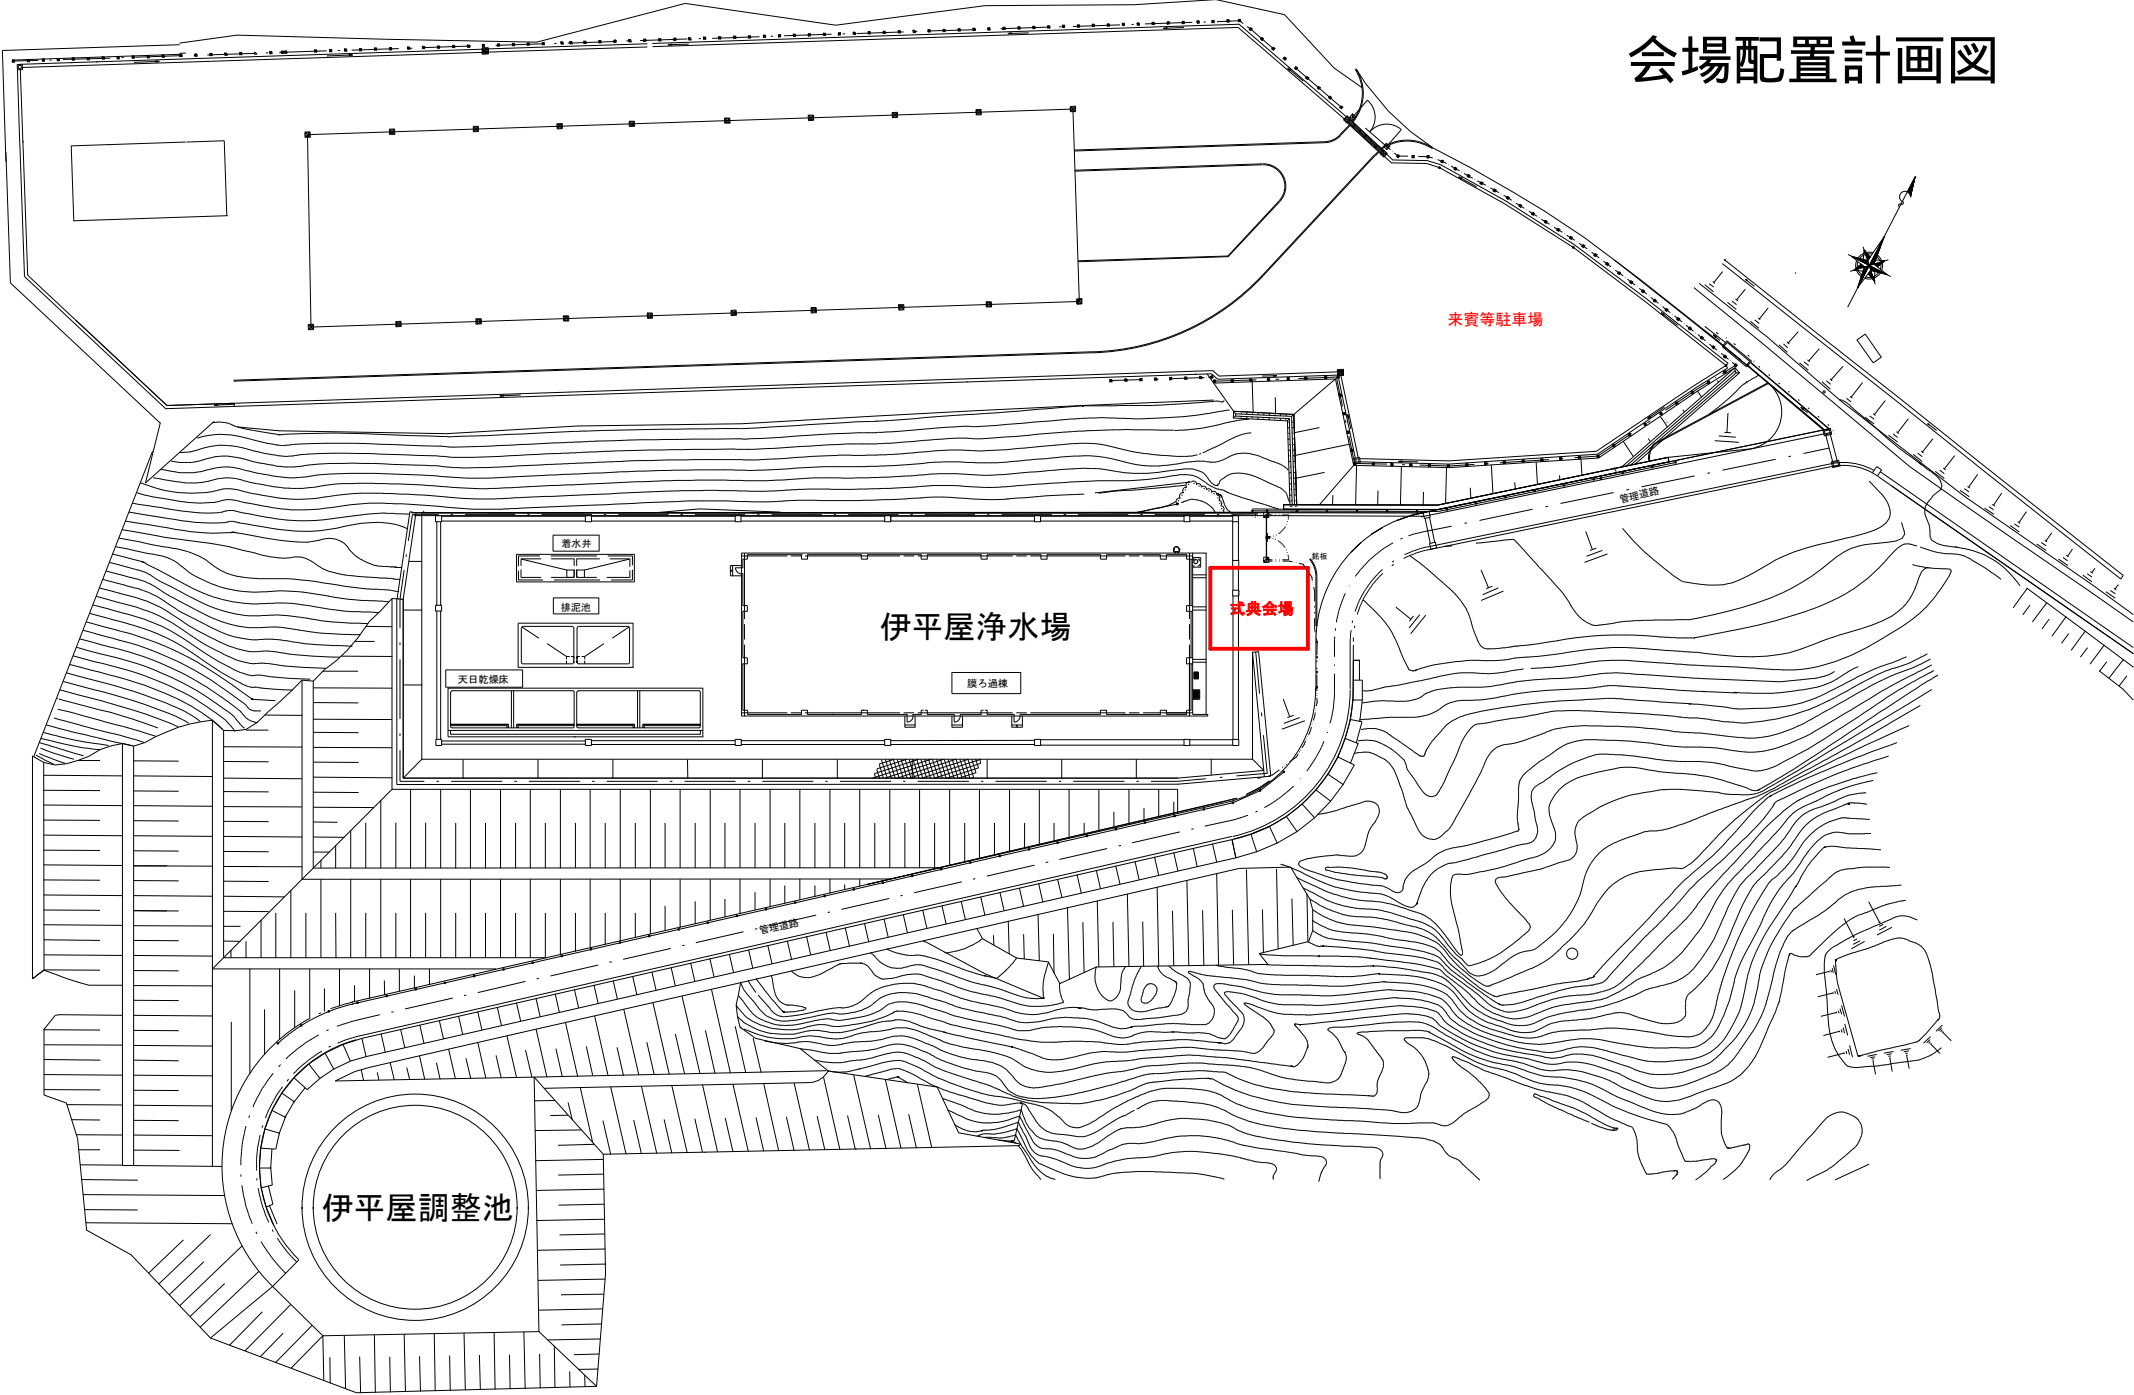 会場配置計画図
来賓等駐車場
管理道路
着水井
銘板
排泥池
式典会場
伊平屋浄水場
天日乾燥床
膜ろ過棟
管理道路
伊平屋調整池